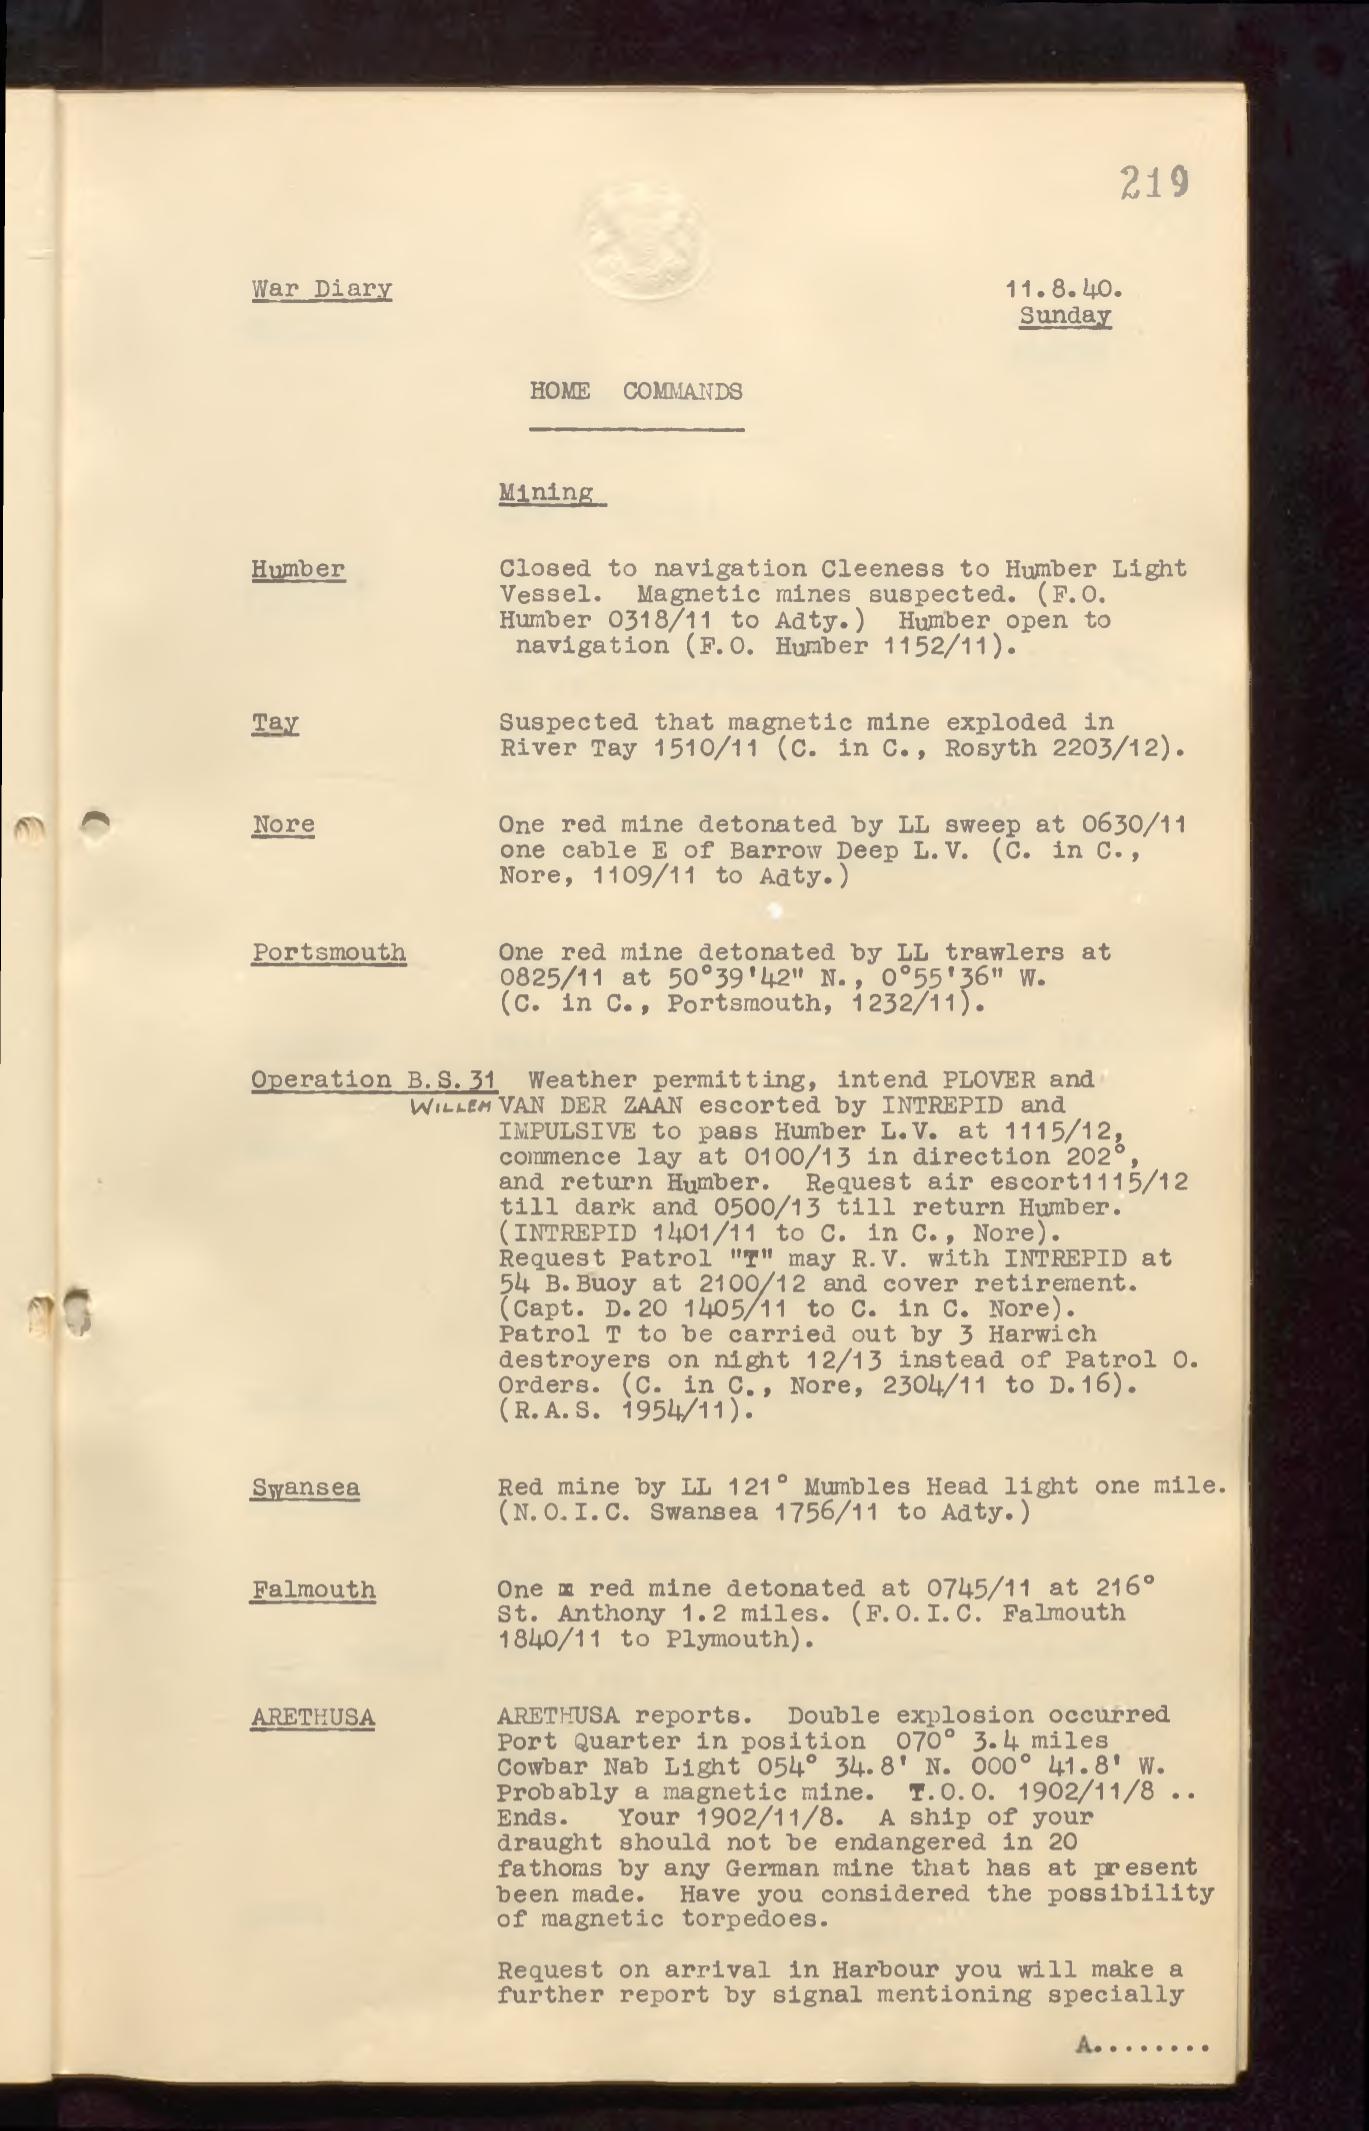 219
War Diary 11.8.40.
Sunday
HOME COMMANDS
Mining
Humber Closed to navigation Cleeness to Humber Light
Vessel. Magnetic mines suspected. (F.O.
Humber 0318/11 to Adty.) Humber open to
navigation (F.O. Humber 1152/11).
Tay Suspected that magnetic mine exploded in
River Tay 1510/11 (C. in C., Rosyth 2203/12).
Nore One red mine detonated by LL sweep at 0630/11
one cable E of Barrow Deep L.V. (C. in C.,
Nore, 1109/11 to Adty.)
Portsmouth One red mine detonated by LL trawlers at
0825/11 at 50°39'42" N., 0°55'36" W.
(C. in C., Portsmouth, 1232/11).
Operation B.S.31 Weather permitting, intend PLOVER and
WILLEM VAN DER ZAAN escorted by INTREPID and
IMPULSIVE to pass Humber L.V. at 1115/12,
commence lay at 0100/13 in direction 202°,
and return Humber. Request air escort1115/12
till dark and 0500/13 till return Humber.
(INTREPID 1401/11 to C. in C., Nore).
Request Patrol "T" may R.V. with INTREPID at
54 B.Buoy at 2100/12 and cover retirement.
(Capt. D.20 1405/11 to C. in C. Nore).
Patrol T to be carried out by 3 Harwich
destroyers on night 12/13 instead of Patrol O.
Orders. (C. in C., Nore, 2304/11 to D.16).
(R.A.S. 1954/11).
Swansea Red mine by LL 121° Mumbles Head light one mile.
(N.O.I.C. Swansea 1756/11 to Adty.)
Falmouth One red mine detonated at 0745/11 at 216°
St. Anthony 1.2 miles. (F.O.I.C. Falmouth
1840/11 to Plymouth).
ARETHUSA ARETHUSA reports. Double explosion occurred
Port Quarter in position 070° 3.4 miles
Cowbar Nab Light 054° 34.8' N. 000° 41.8' W.
Probably a magnetic mine. T.O.O. 1902/11/8 ..
Ends. Your 1902/11/8. A ship of your
draught should not be endangered in 20
fathoms by any German mine that has at present
been made. Have you considered the possibility
of magnetic torpedoes.
Request on arrival in Harbour you will make a
further report by signal mentioning specially
A.........